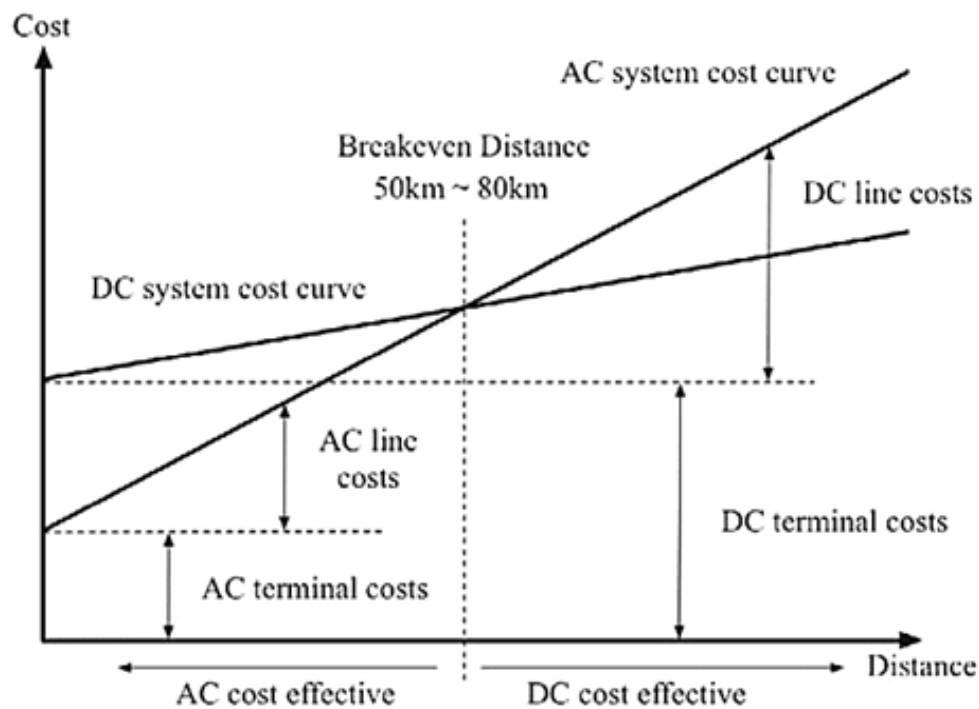 Cost
AC system cost curve
Breakeven Distance
50km ~ 80km
DC line costs
DC system cost curve
AC line
costs
DC terminal costs
AC terminal costs
Distance
AC cost effective
DC cost effective